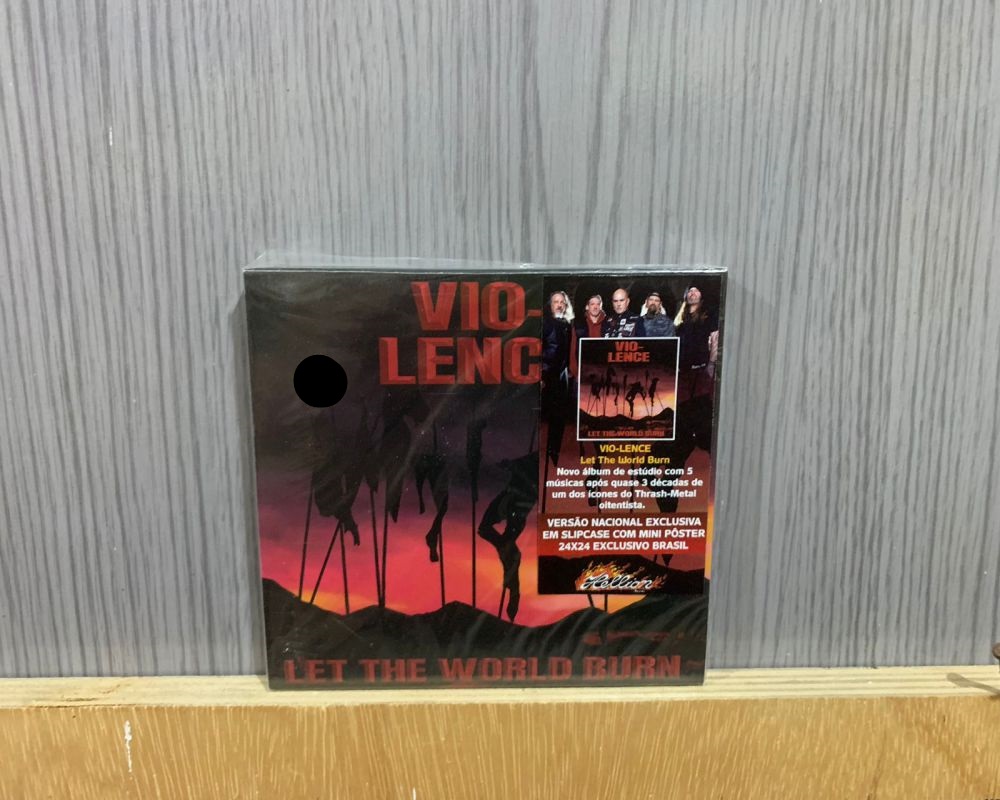 VIO-
LENC
VIO-
LENCE
LET THE WORLD BURN
VIO-LENCE
Let The World Burn
Novo álbum de estúdio com 5
músicas após quase 3 décadas de
um dos ícones do Thrash-Metal
oitentista.
VERSÃO NACIONAL EXCLUSIVA
EM SLIPCASE COM MINI PÔSTER
24X24 EXCLUSIVO BRASIL
Hellion
LET THE WORLD BURN